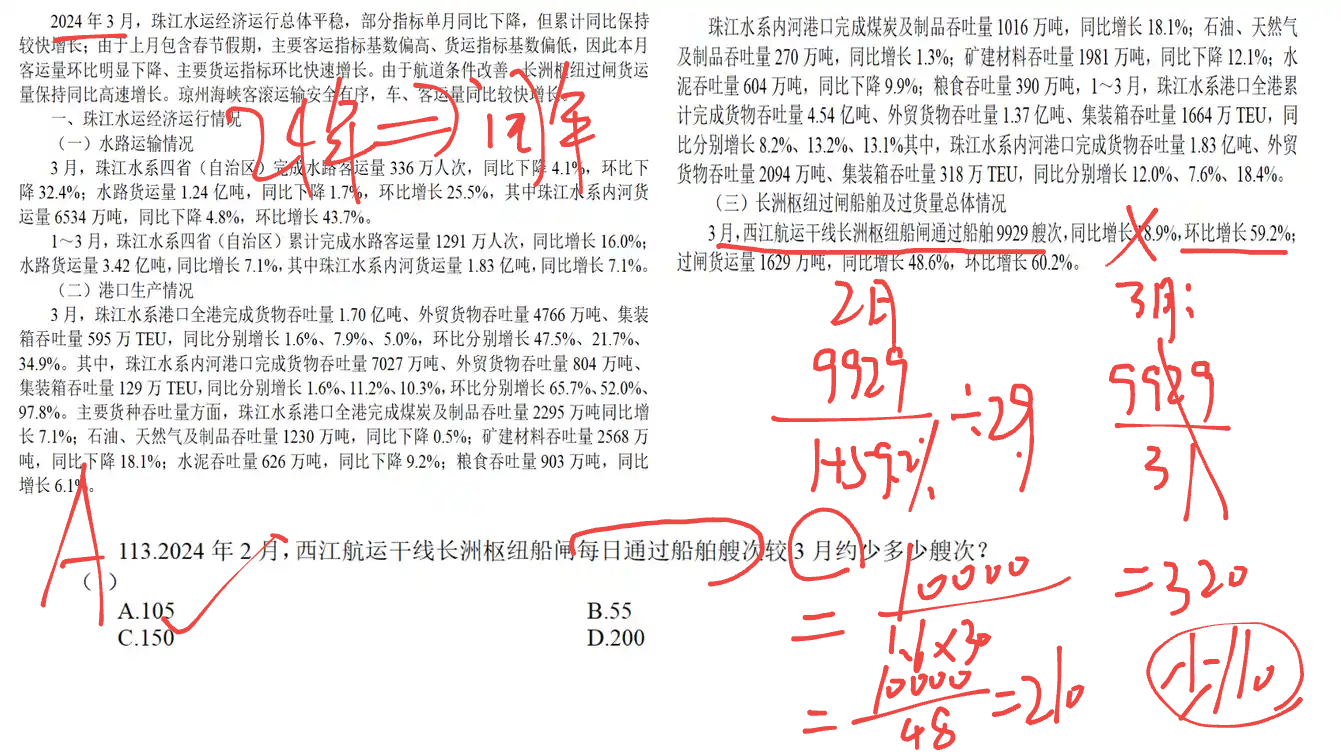 2024 年 3 月，珠江水运经济运行总体平稳，部分指标单月同比下降，但累计同比保持
较快增长；由于上月包含春节假期，主要客运指标基数偏高、货运指标基数偏低，因此本月
客运量环比明显下降、主要货运指标环比快速增长。由于航道条件改善，长洲枢纽过闸货运
量保持同比高速增长。琼州海峡客滚运输安全有序，车、客运量同比较快增长。
一、珠江水运经济运行情况
（一）水路运输情况
3 月，珠江水系四省（自治区）完成水路客运量 336 万人次，同比下降 4.1%，环比下
降 32.4%；水路货运量 1.24 亿吨，同比下降 1.7%，环比增长 25.5%，其中珠江水系内河货
运量 6534 万吨，同比下降 4.8%，环比增长 43.7%。
1～3 月，珠江水系四省（自治区）累计完成水路客运量 1291 万人次，同比增长 16.0%；
水路货运量 3.42 亿吨，同比增长 7.1%，其中珠江水系内河货运量 1.83 亿吨，同比增长 7.1%。
（二）港口生产情况
3 月，珠江水系港口全港完成货物吞吐量 1.70 亿吨、外贸货物吞吐量 4766 万吨、集装
箱吞吐量 595 万 TEU，同比分别增长 1.6%、7.9%、5.0%，环比分别增长 47.5%、21.7%、
34.9%。其中，珠江水系内河港口完成货物吞吐量 7027 万吨、外贸货物吞吐量 804 万吨、
集装箱吞吐量 129 万 TEU，同比分别增长 1.6%、11.2%、10.3%，环比分别增长 65.7%、52.0%、
97.8%。主要货种吞吐量方面，珠江水系港口全港完成煤炭及制品吞吐量 2295 万吨同比增
长 7.1%；石油、天然气及制品吞吐量 1230 万吨，同比下降 0.5%；矿建材料吞吐量 2568 万
吨，同比下降 18.1%；水泥吞吐量 626 万吨，同比下降 9.2%；粮食吞吐量 903 万吨，同比
增长 6.1%。
珠江水系内河港口完成煤炭及制品吞吐量 1016 万吨，同比增长 18.1%；石油、天然气
及制品吞吐量 270 万吨，同比增长 1.3%；矿建材料吞吐量 1981 万吨，同比下降 12.1%；水
泥吞吐量 604 万吨，同比下降 9.9%；粮食吞吐量 390 万吨，1～3 月，珠江水系港口全港累
计完成货物吞吐量 4.54 亿吨、外贸货物吞吐量 1.37 亿吨、集装箱吞吐量 1664 万 TEU，同
比分别增长 8.2%、13.2%、13.1%其中，珠江水系内河港口完成货物吞吐量 1.83 亿吨、外贸
货物吞吐量 2094 万吨、集装箱吞吐量 318 万 TEU，同比分别增长 12.0%、7.6%、18.4%。
（三）长洲枢纽过闸船舶及过货量总体情况
3 月，西江航运干线长洲枢纽船闸通过船舶 9929 艘次，同比增长 8.9%，环比增长 59.2%；
过闸货运量 1629 万吨，同比增长 48.6%，环比增长 60.2%。
24年⇒闰年
2月
9929
1+59.2% ÷29
3月:
9929
31
=320
10000
= 1.6×30
10000
= 48 =210
小110
A
113.2024 年 2 月，西江航运干线长洲枢纽船闸每日通过船舶艘次较 3 月约少多少艘次？
（ ）
A.105
B.55
C.150
D.200